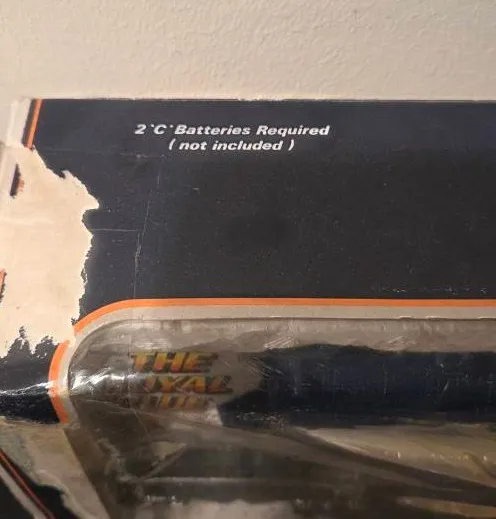 2 "C" Batteries Required
( not included )
THE